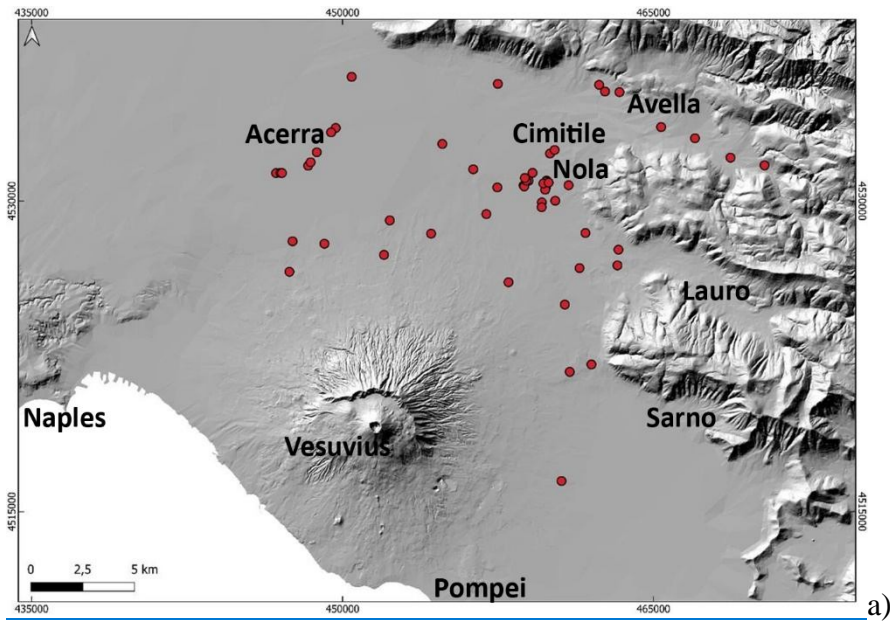 435000 450000 465000
Avella
Acerra
Cimitile
Nola
4530000 4530000
Lauro
Naples
Sarno
Vesuvius
4515000 4515000
0 2,5 5 km
Pompei
435000 450000 465000
a)